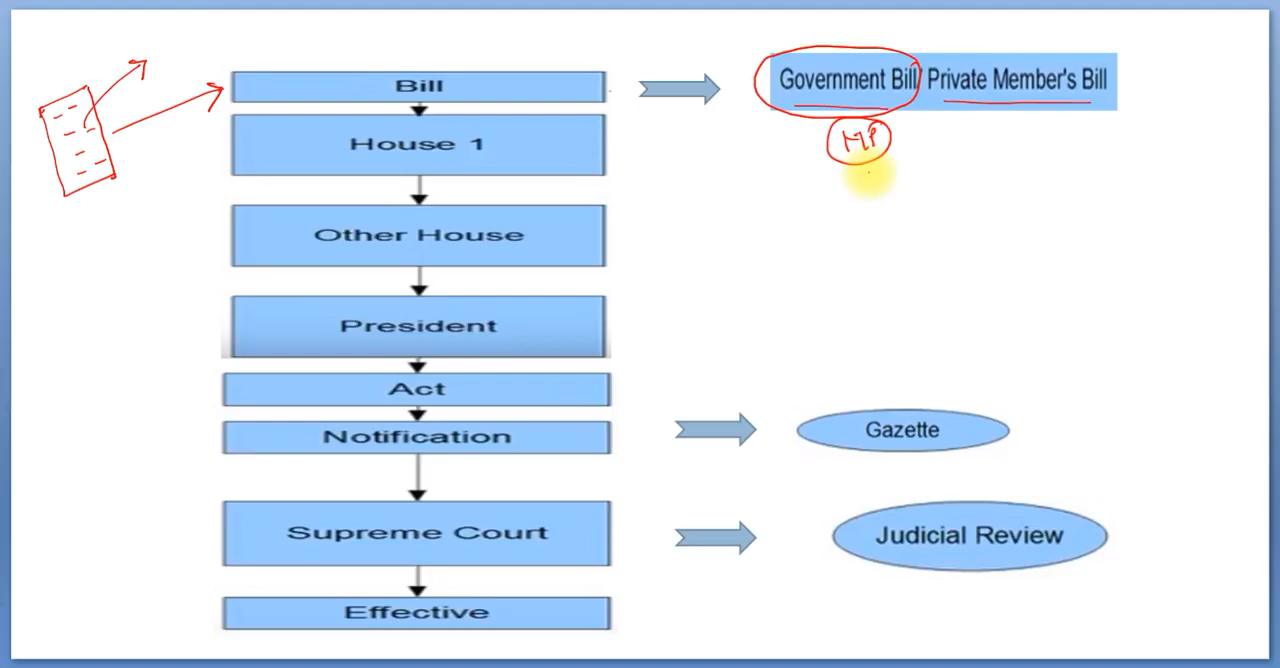 Bill
Government Bill/ Private Member's Bill
MP
House 1
Other House
President
Act
Notification
Gazette
Supreme Court
Judicial Review
Effective